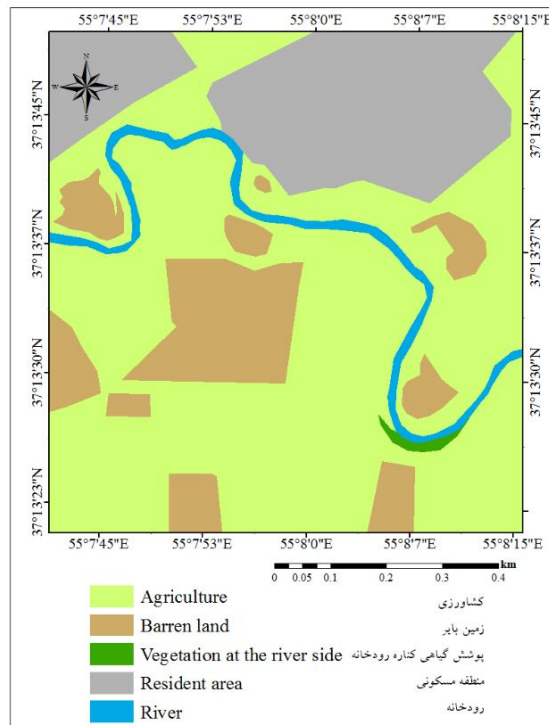 55°7'45"E 55°7'53"E 55°8'0"E 55°8'7"E 55°8'15"E
N
W E
S
37°13'45"N 37°13'45"N
37°13'37"N 37°13'37"N
37°13'30"N 37°13'30"N
37°13'23"N 37°13'23"N
55°7'45"E 55°7'53"E 55°8'0"E 55°8'7"E 55°8'15"E
km
0 0.05 0.1 0.2 0.3 0.4
Agriculture کشاورزی
Barren land زمین بایر
Vegetation at the river side پوشش گیاهی کناره رودخانه
Resident area منطقه مسکونی
River رودخانه